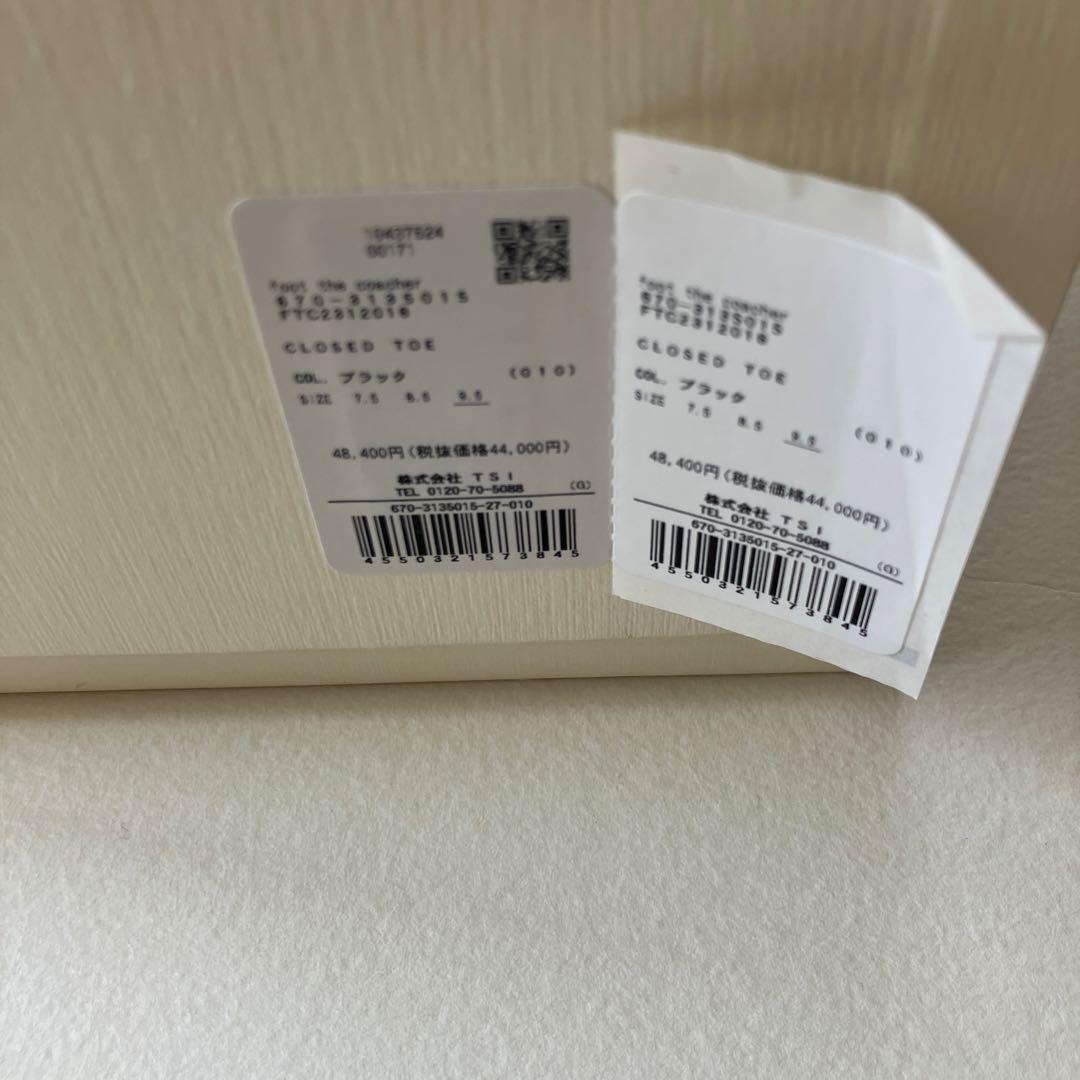 10437524
00171
foot the coacher
670-3135015
FTC2312016
CLOSED TOE
COL. ブラック (010)
SIZE 7.5 8.5 9.5
48,400円(税抜価格44,000円)
株式会社 TSI
TEL 0120-70-5088 (G)
670-3135015-27-010
4550321573845
foot the coacher
670-3135015
FTC2312016
CLOSED TOE
COL. ブラック (010)
SIZE 7.5 8.5 9.5
48,400円(税抜価格44,000円)
株式会社 TSI
TEL 0120-70-5088 (G)
670-3135015-27-010
4550321573845